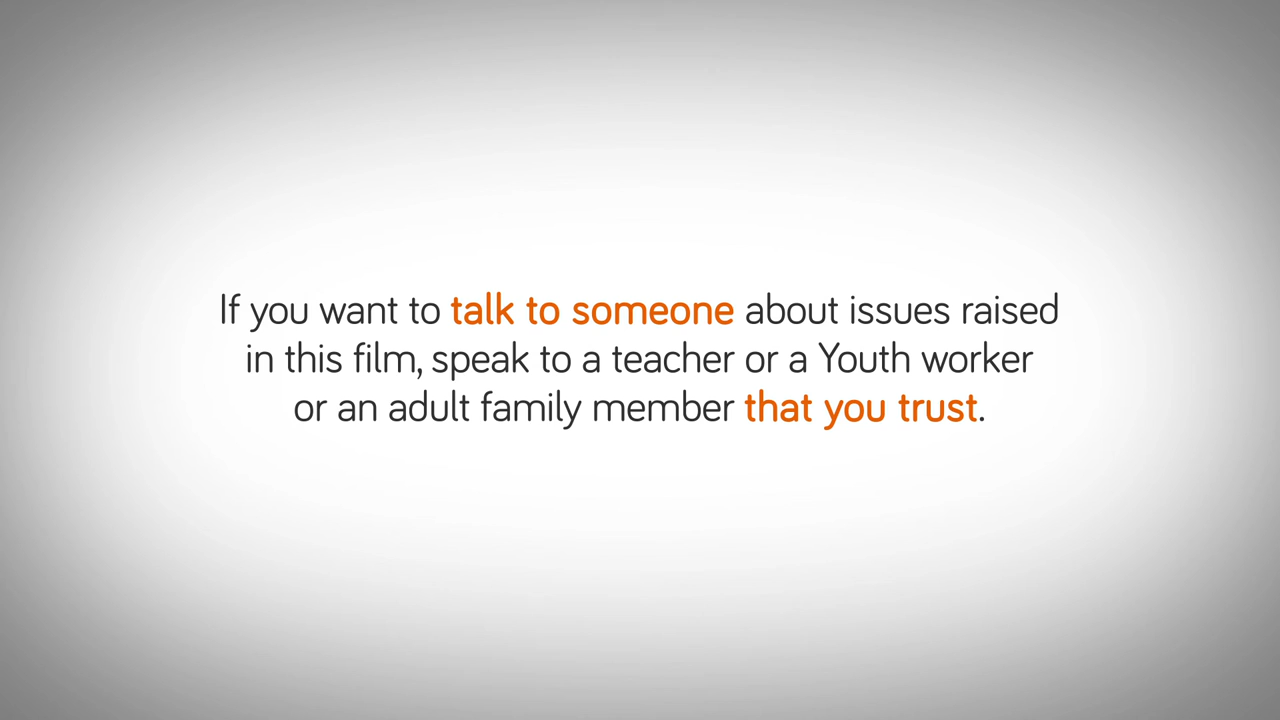 If you want to talk to someone about issues raised
in this film, speak to a teacher or a Youth worker
or an adult family member that you trust.